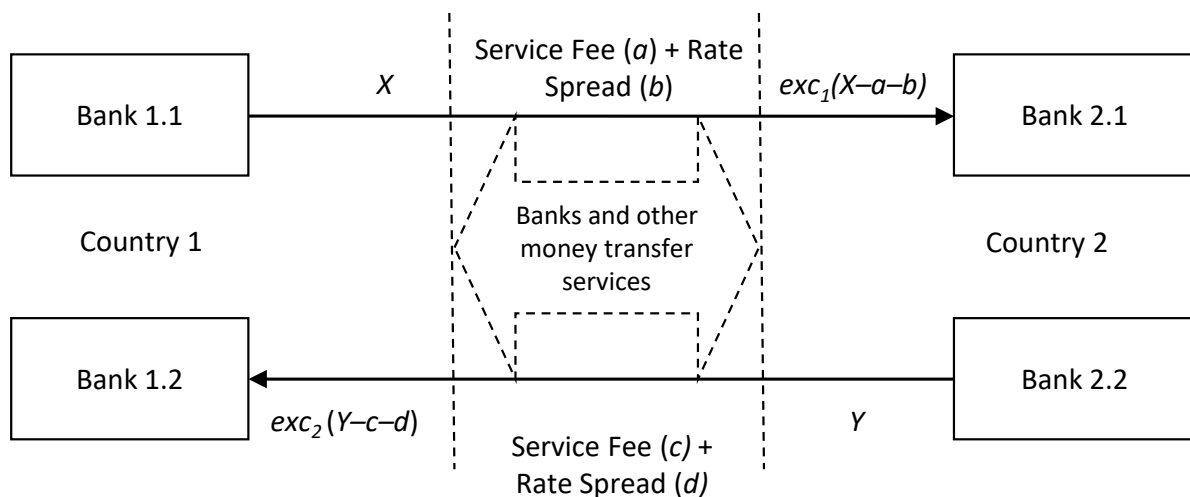 Service Fee (a) + Rate
Spread (b)
X
exc₁(X–a–b)
Bank 1.1
Bank 2.1
Banks and other
money transfer
services
Country 1
Country 2
Bank 1.2
Bank 2.2
exc₂ (Y–c–d)
Y
Service Fee (c) +
Rate Spread (d)